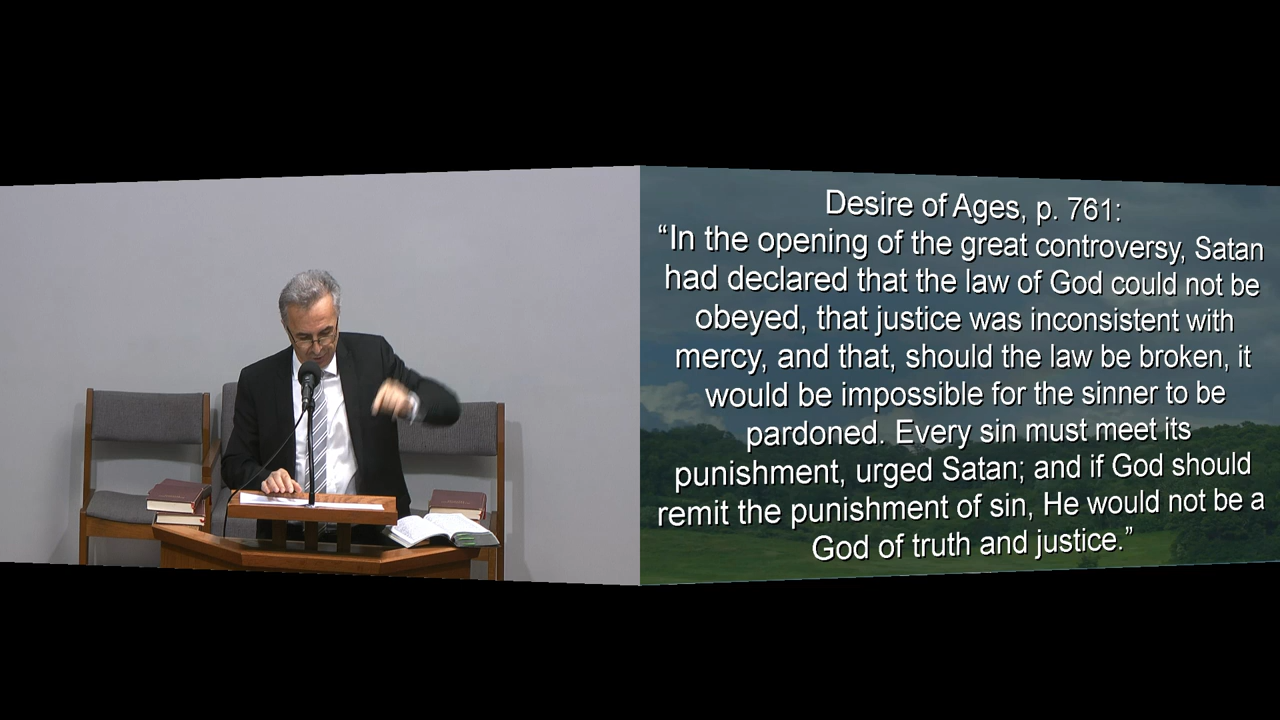 Desire of Ages, p. 761:
“In the opening of the great controversy, Satan
had declared that the law of God could not be
obeyed, that justice was inconsistent with
mercy, and that, should the law be broken, it
would be impossible for the sinner to be
pardoned. Every sin must meet its
punishment, urged Satan; and if God should
remit the punishment of sin, He would not be a
God of truth and justice.”